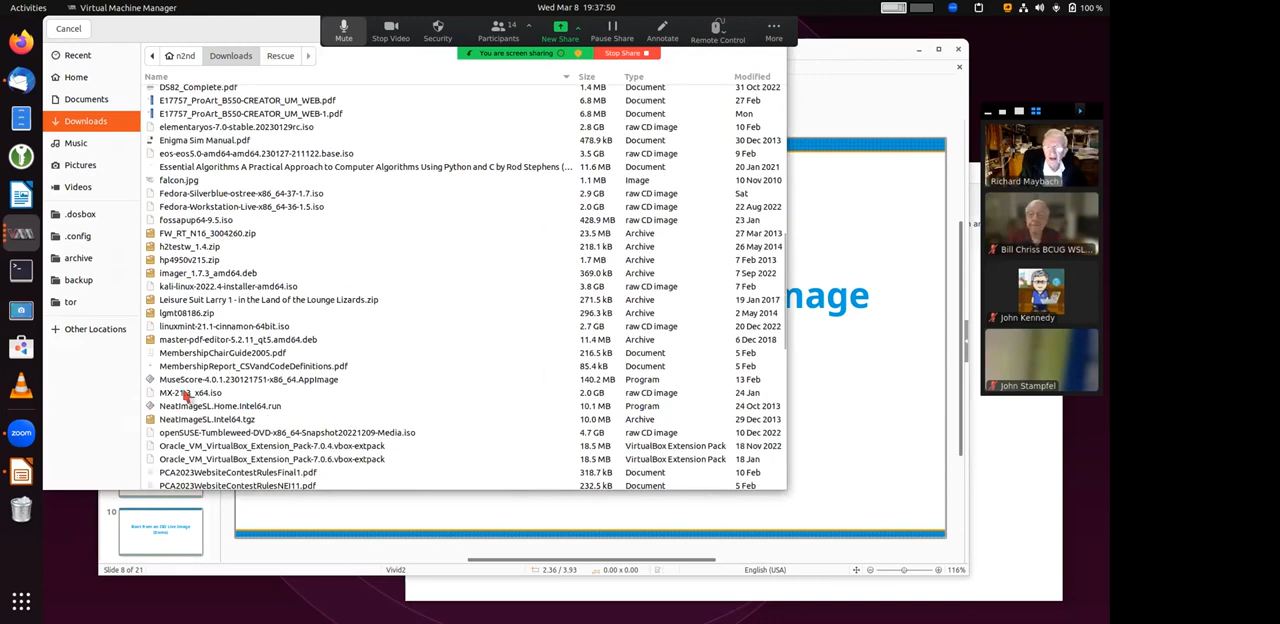 Activities
Virtual Machine Manager
Wed Mar 8 19:37:50
100 %
Cancel
Mute
Stop Video
Security
Participants
14
New Share
Pause Share
Annotate
Remote Control
More
You are screen sharing
Stop Share
Recent
Home
Documents
Downloads
Music
Pictures
Videos
.dosbox
.config
archive
backup
tor
Other Locations
n2nd
Downloads
Rescue
Name Size Type Modified
DS82_Complete.pdf 1.4 MB Document 31 Oct 2022
E17757_ProArt_B550-CREATOR_UM_WEB.pdf 6.8 MB Document 27 Feb
E17757_ProArt_B550-CREATOR_UM_WEB-1.pdf 6.8 MB Document Mon
elementaryos-7.0-stable.20230129rc.iso 2.8 GB raw CD image 10 Feb
Enigma Sim Manual.pdf 478.9 kB Document 30 Dec 2013
eos-eos5.0-amd64-amd64.230127-211122.base.iso 3.5 GB raw CD image 9 Feb
Essential Algorithms A Practical Approach to Computer Algorithms Using Python and C by Rod Stephens (... 11.6 MB Document 20 Jan 2021
falcon.jpg 1.1 MB Image 10 Nov 2010
Fedora-Silverblue-ostree-x86_64-37-1.7.iso 2.9 GB raw CD image Sat
Fedora-Workstation-Live-x86_64-36-1.5.iso 2.0 GB raw CD image 22 Aug 2022
fossapup64-9.5.iso 428.9 MB raw CD image 23 Jan
FW_RT_N16_3004260.zip 23.5 MB Archive 27 Mar 2013
h2testw_1.4.zip 218.1 kB Archive 26 May 2014
hp4950v215.zip 1.7 MB Archive 7 Feb 2013
imager_1.7.3_amd64.deb 369.0 kB Archive 7 Sep 2022
kali-linux-2022.4-installer-amd64.iso 3.8 GB raw CD image 7 Feb
Leisure Suit Larry 1 - in the Land of the Lounge Lizards.zip 271.5 kB Archive 19 Jan 2017
lgmt08186.zip 296.3 kB Archive 2 May 2014
linuxmint-21.1-cinnamon-64bit.iso 2.7 GB raw CD image 20 Dec 2022
master-pdf-editor-5.2.11_qt5.amd64.deb 11.4 MB Archive 6 Dec 2018
MembershipChairGuide2005.pdf 216.5 kB Document 5 Feb
MembershipReport_CSVandCodeDefinitions.pdf 85.4 kB Document 5 Feb
MuseScore-4.0.1.230121751-x86_64.AppImage 140.2 MB Program 13 Feb
_x64.iso 2.0 GB raw CD image 24 Jan
NeatImageSL.Home.Intel64.run 10.1 MB Program 24 Oct 2013
NeatImageSL.Intel64.tgz 10.0 MB Archive 29 Dec 2013
openSUSE-Tumbleweed-DVD-x86_64-Snapshot20221209-Media.iso 4.7 GB raw CD image 10 Dec 2022
Oracle_VM_VirtualBox_Extension_Pack-7.0.4.vbox-extpack 18.5 MB VirtualBox Extension Pack 18 Nov 2022
Oracle_VM_VirtualBox_Extension_Pack-7.0.6.vbox-extpack 18.5 MB VirtualBox Extension Pack 18 Jan
PCA2023WebsiteContestRulesFinal1.pdf 318.7 kB Document 10 Feb
PCA2023WebsiteContestRulesNEI11.pdf 232.5 kB Document 5 Feb
mage
zoom
Richard Maybach
Bill Chriss BCUG WSL...
John Kennedy
John Stampfel
10
Boot from an ISO Live Image
(Demo)
Slide 8 of 21
Vivid2
2.36 / 3.93
0.00 x 0.00
English (USA)
116%